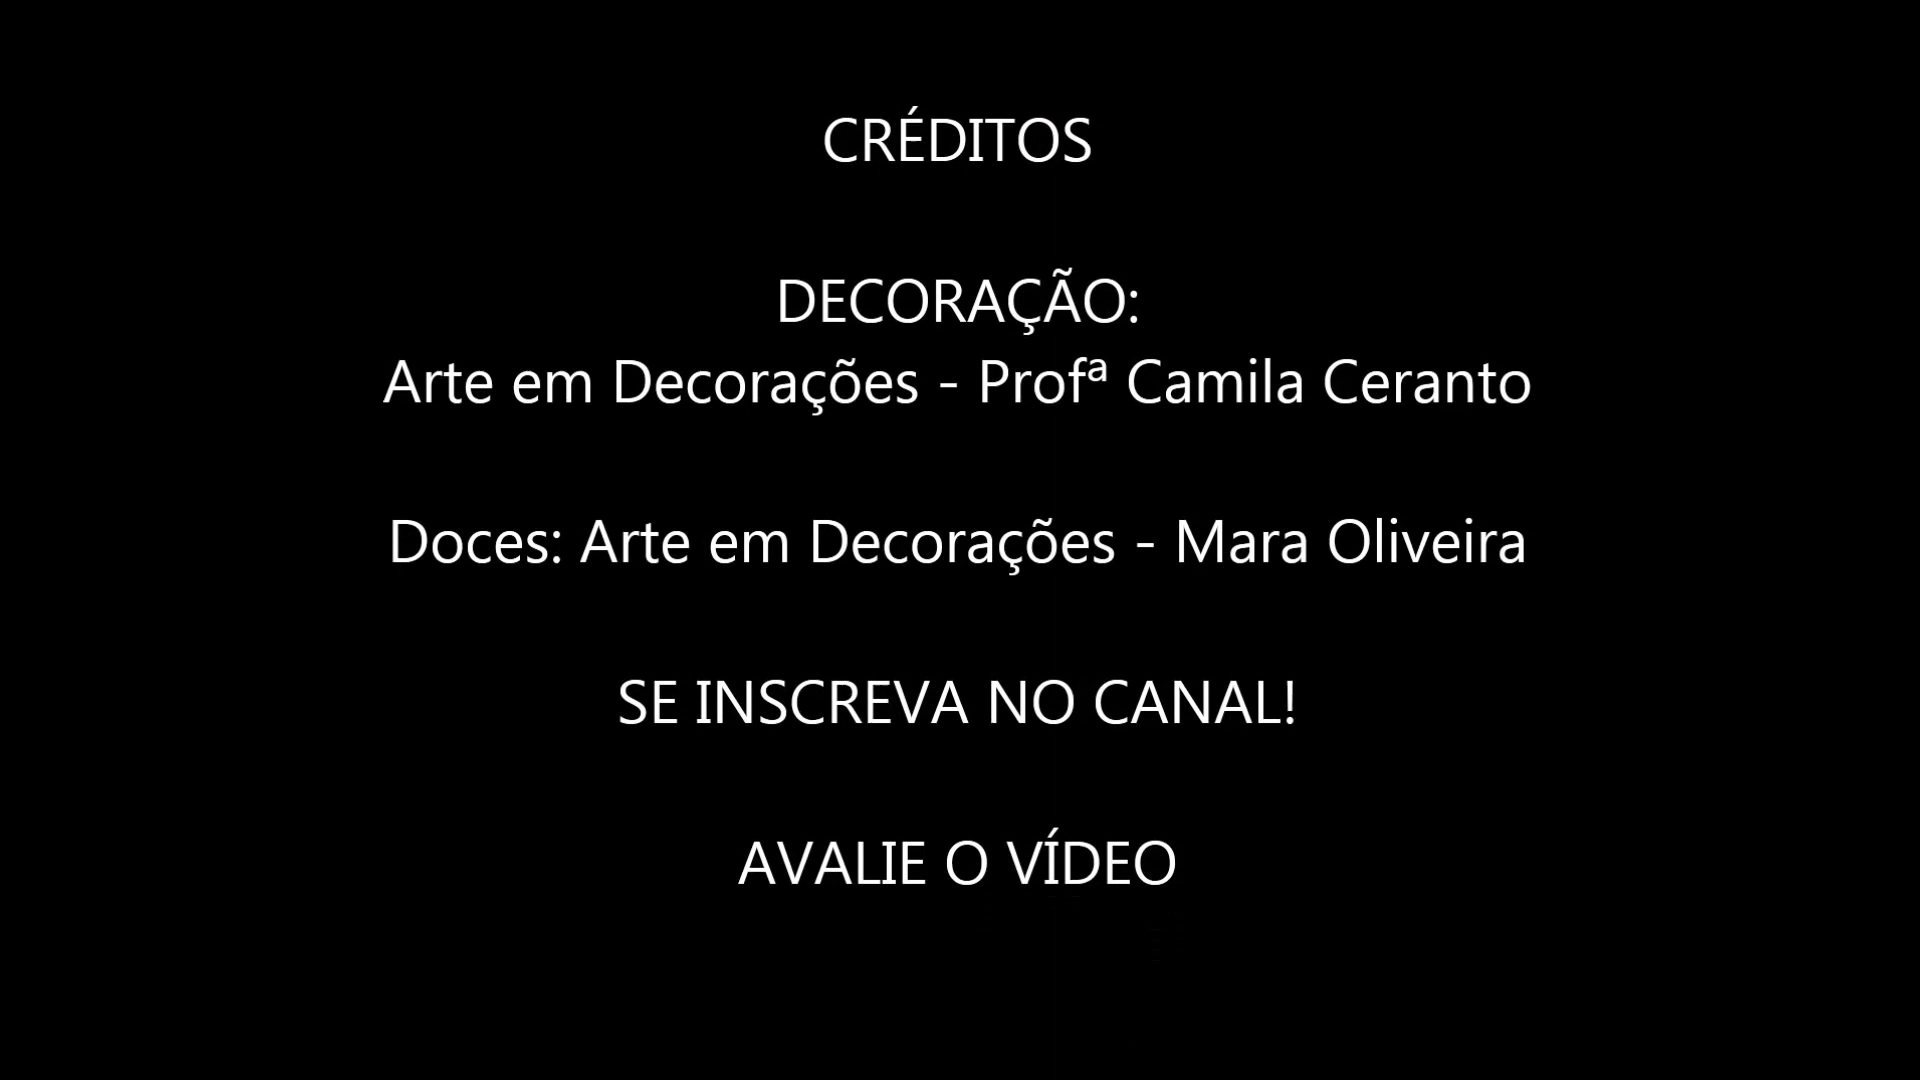 CRÉDITOS
DECORAÇÃO:
Arte em Decorações - Profª Camila Ceranto
Doces: Arte em Decorações - Mara Oliveira
SE INSCREVA NO CANAL!
AVALIE O VÍDEO